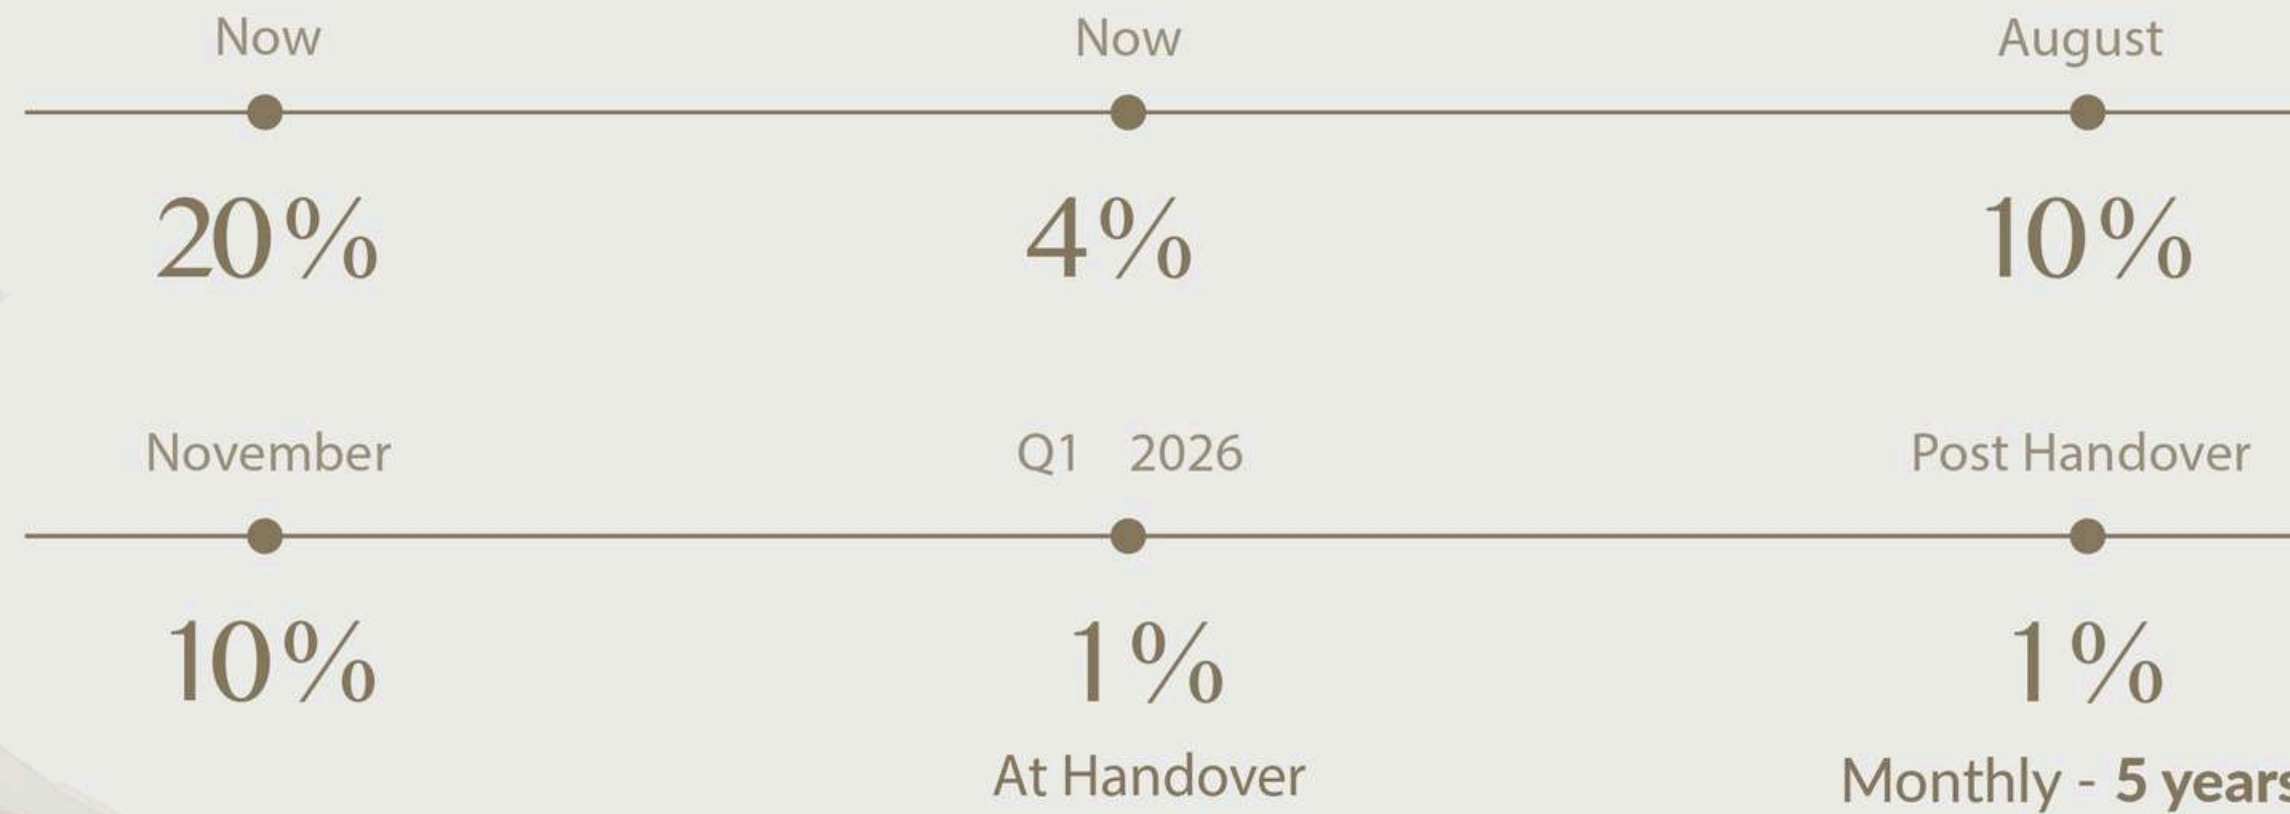 Now Now August
20% 4% 10%
November Q1 2026 Post Handover
10% 1% 1%
At Handover Monthly - 5 years